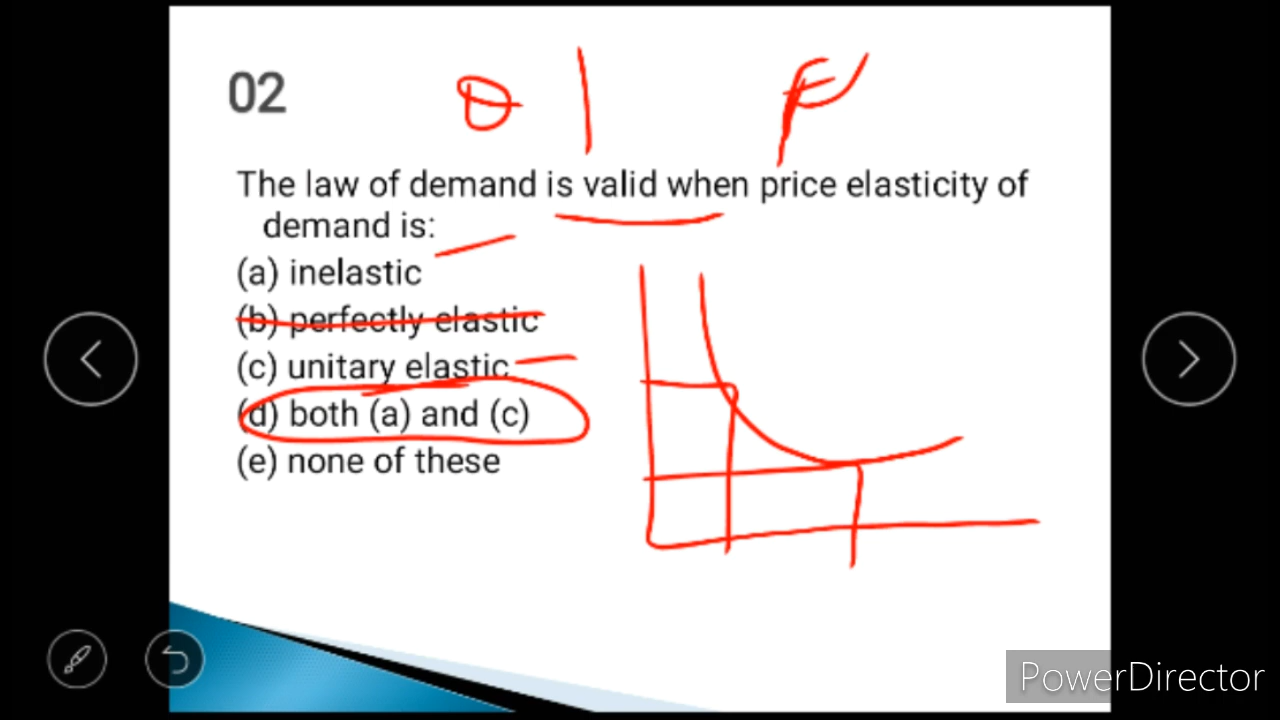 02
The law of demand is valid when price elasticity of
demand is:
(a) inelastic
(b) perfectly elastic
(c) unitary elastic
(d) both (a) and (c)
(e) none of these
PowerDirector